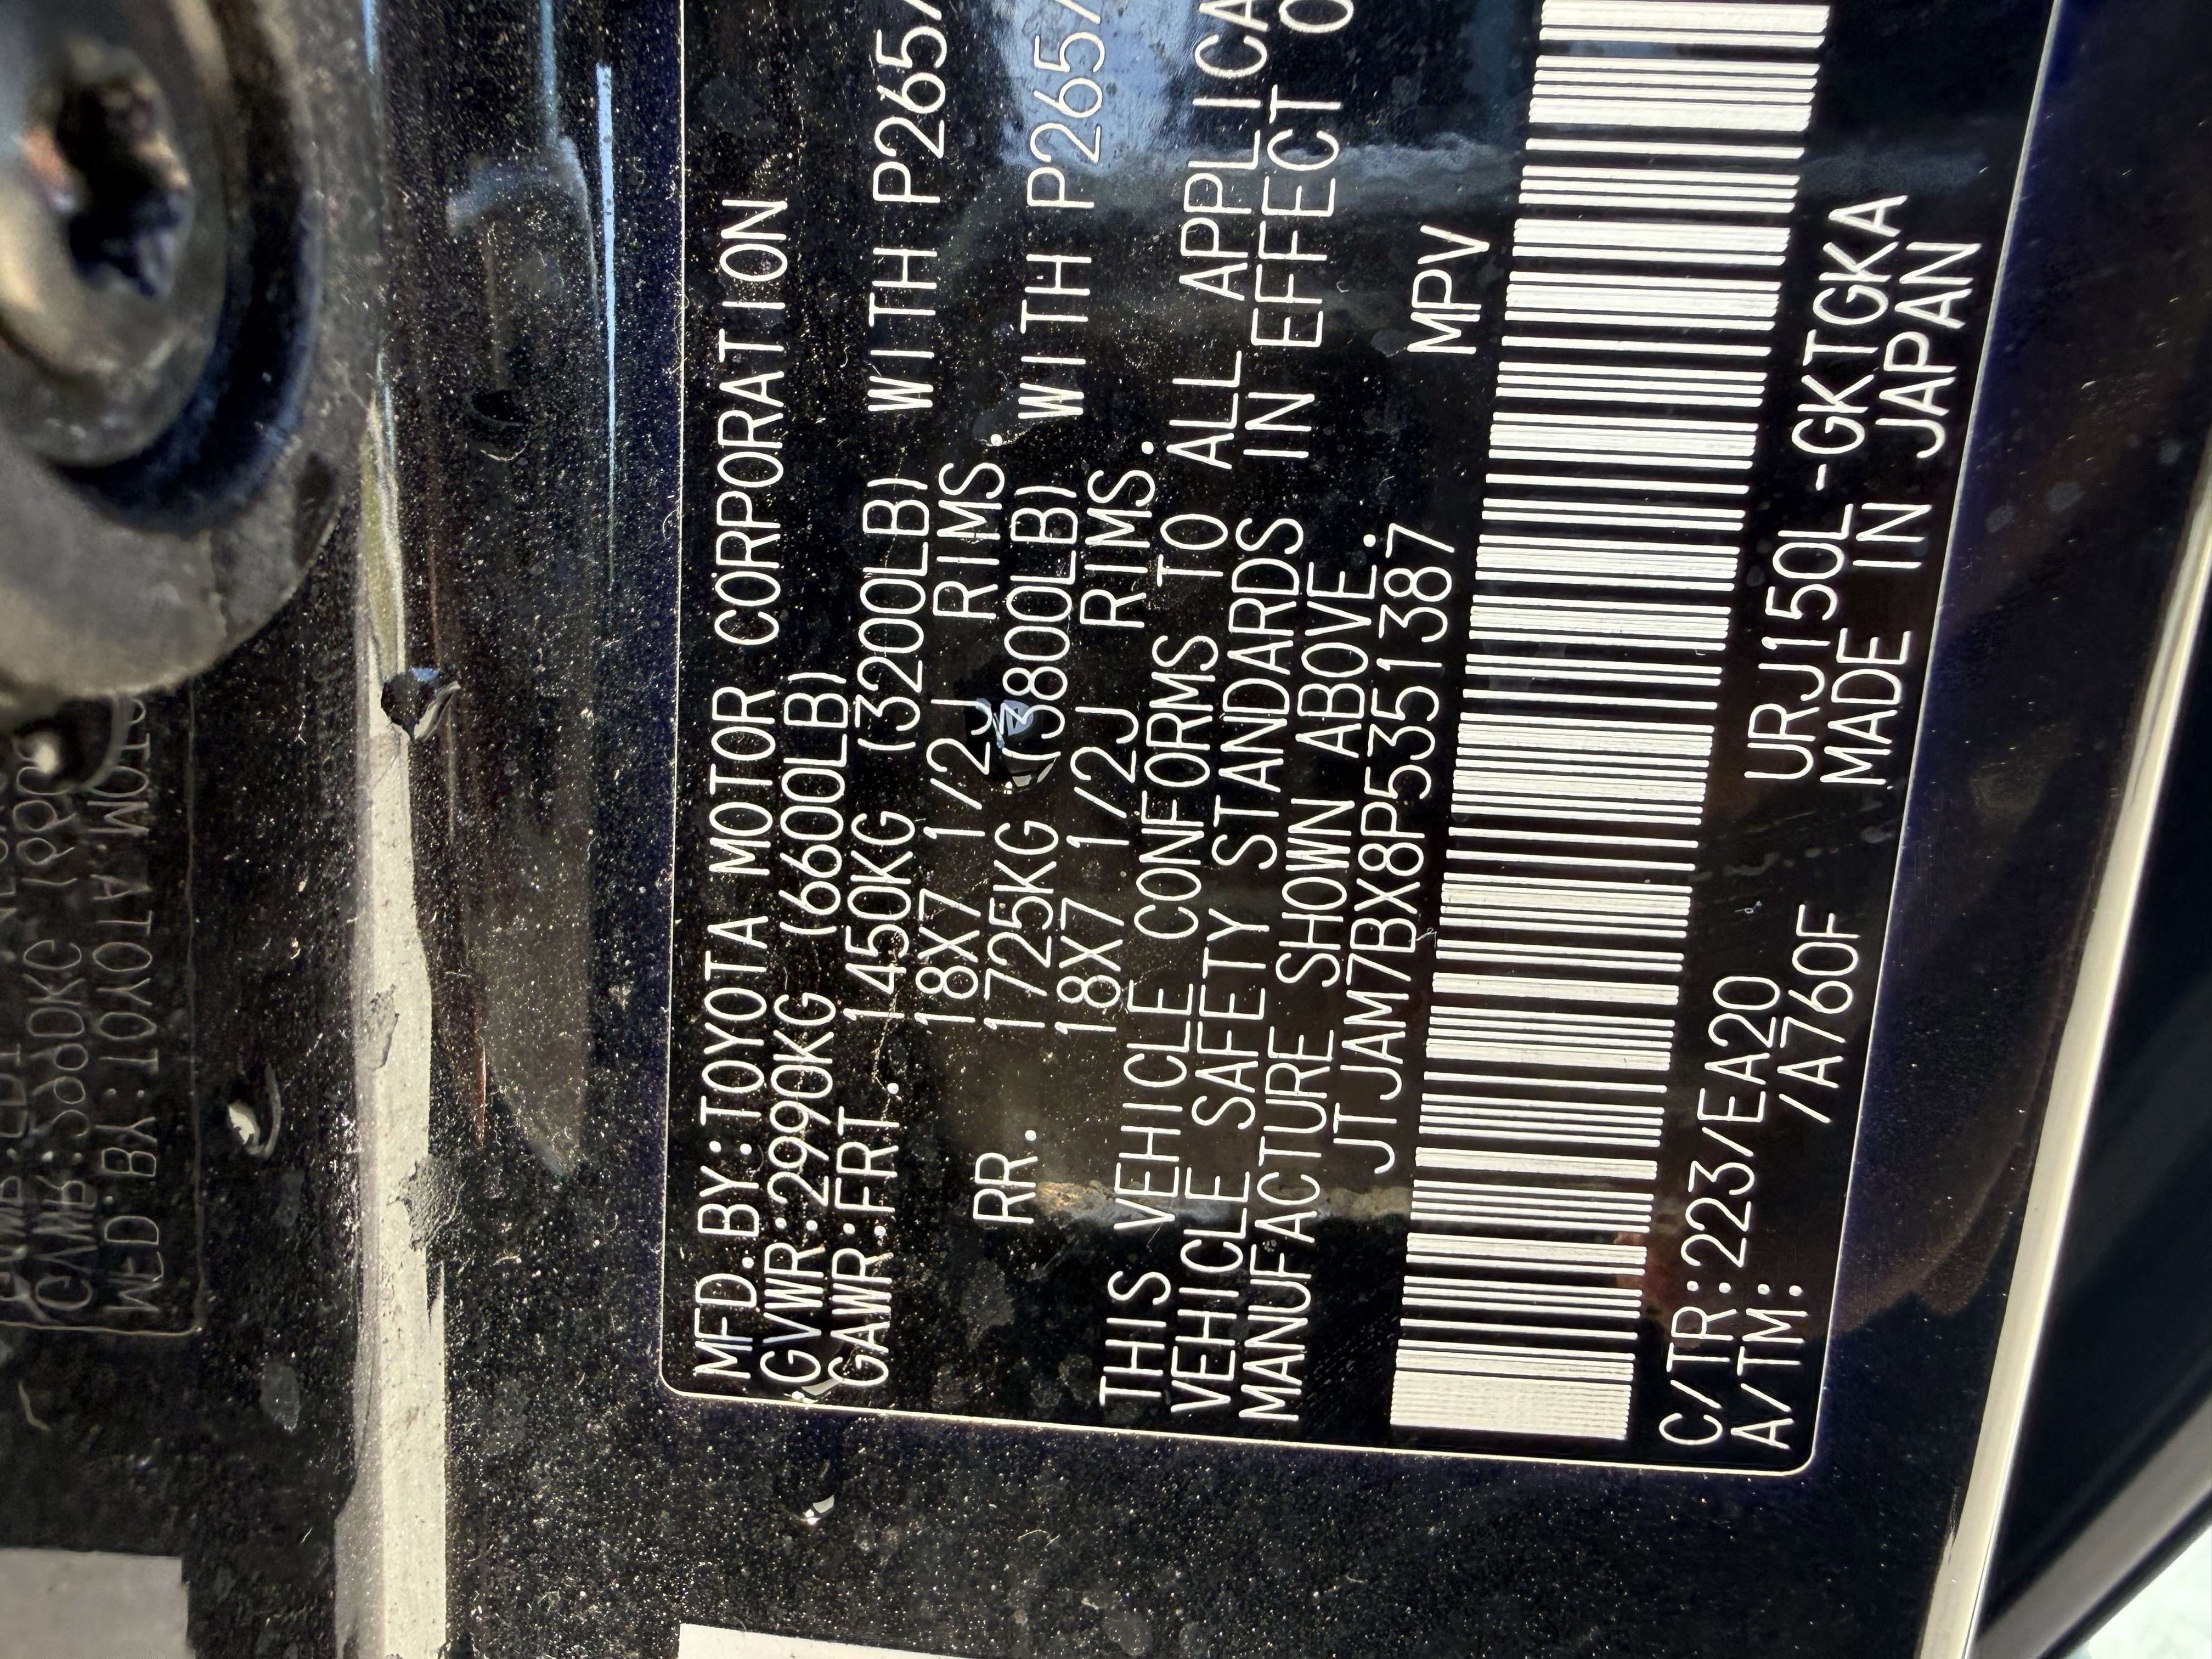 MFD.BY:TOYOTA MOTOR CORPORATION
GVWR:2990KG (6600LB)
GAWR:FRT. 1450KG (3200LB) WITH P265/
18X7 1/2J RIMS.
RR. 1725KG (3800LB) WITH P265/
18X7 1/2J RIMS.
THIS VEHICLE CONFORMS TO ALL APPLICA
VEHICLE SAFETY STANDARDS IN EFFECT O
MANUFACTURE SHOWN ABOVE.
JTJAM7BX8P5351387 MPV
C/TR:223/EA20 URJ150L-GKTGKA
A/TM: /A760F MADE IN JAPAN